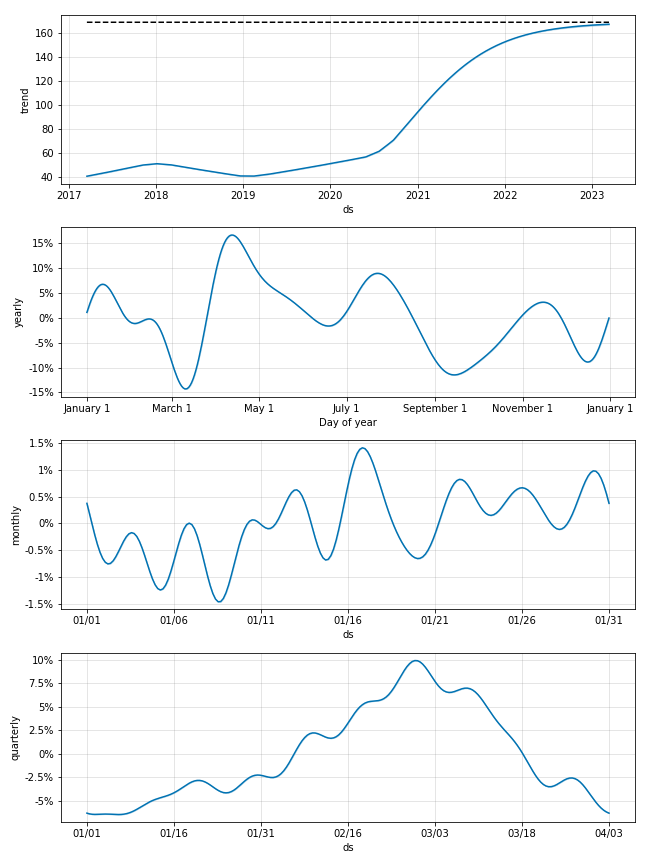 160
140
120
100
80
60
40
trend
2017 2018 2019 2020 2021 2022 2023
ds
15%
10%
5%
0%
-5%
-10%
-15%
yearly
January 1 March 1 May 1 July 1 September 1 November 1 January 1
Day of year
1.5%
1%
0.5%
0%
-0.5%
-1%
-1.5%
monthly
01/01 01/06 01/11 01/16 01/21 01/26 01/31
ds
10%
7.5%
5%
2.5%
0%
-2.5%
-5%
quarterly
01/01 01/16 01/31 02/16 03/03 03/18 04/03
ds